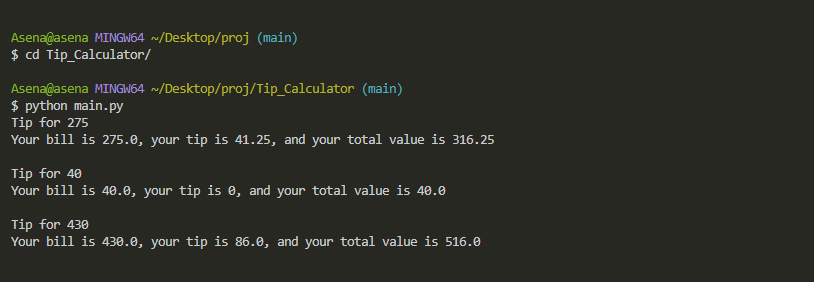 Asena@asena MINGW64 ~/Desktop/proj (main)
$ cd Tip_Calculator/
Asena@asena MINGW64 ~/Desktop/proj/Tip_Calculator (main)
$ python main.py
Tip for 275
Your bill is 275.0, your tip is 41.25, and your total value is 316.25
Tip for 40
Your bill is 40.0, your tip is 0, and your total value is 40.0
Tip for 430
Your bill is 430.0, your tip is 86.0, and your total value is 516.0